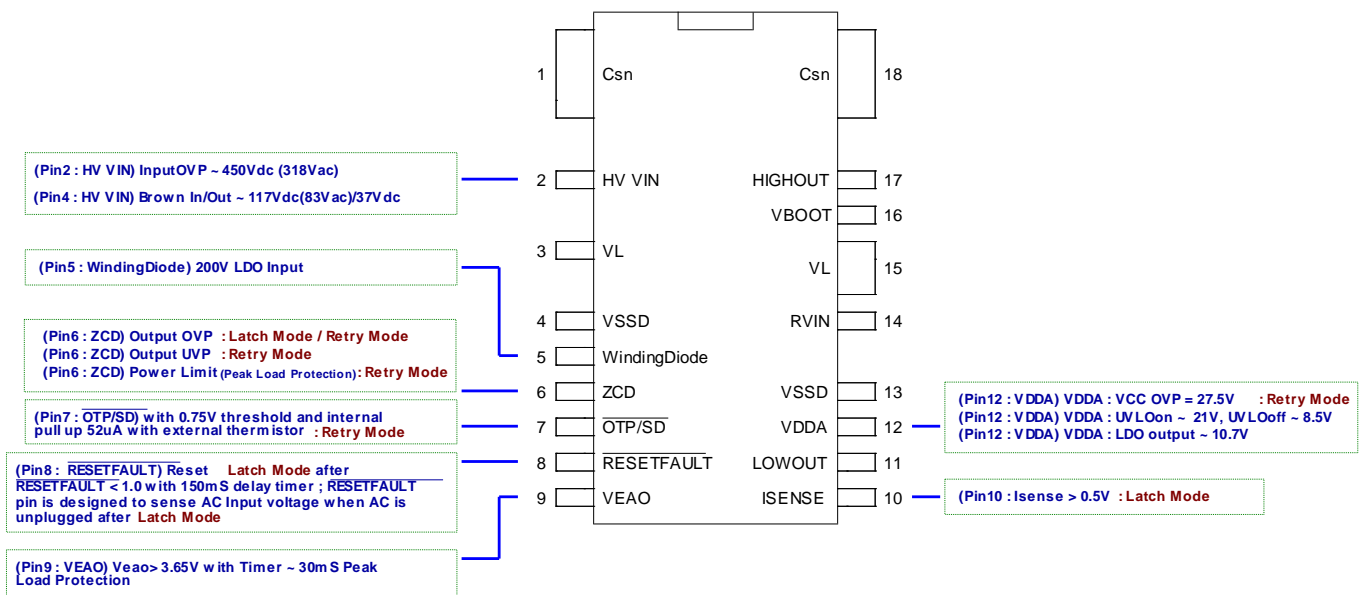 1 Csn Csn 18
(Pin2 : HV VIN) InputOVP ~ 450Vdc (318Vac)
(Pin4 : HV VIN) Brown In/Out ~ 117Vdc(83Vac)/37Vdc
2 HV VIN HIGHOUT 17
VBOOT 16
3 VL VL 15
(Pin5 : WindingDiode) 200V LDO Input
4 VSSD RVIN 14
5 WindingDiode
(Pin6 : ZCD) Output OVP : Latch Mode / Retry Mode
(Pin6 : ZCD) Output UVP : Retry Mode
(Pin6 : ZCD) Power Limit (Peak Load Protection) : Retry Mode
6 ZCD VSSD 13
(Pin12 : VDDA) VDDA : VCC OVP = 27.5V : Retry Mode
(Pin12 : VDDA) VDDA : UVLOon ~ 21V, UVLOoff ~ 8.5V
(Pin12 : VDDA) VDDA : LDO output ~ 10.7V
(Pin7 : OTP/SD) with 0.75V threshold and internal
pull up 52uA with external thermistor : Retry Mode
7 OTP/SD VDDA 12
(Pin8 : RESETFAULT) Reset Latch Mode after
RESETFAULT < 1.0 with 150mS delay timer ; RESETFAULT
pin is designed to sense AC Input voltage when AC is
unplugged after Latch Mode
8 RESETFAULT LOWOUT 11
9 VEAO ISENSE 10
(Pin10 : Isense > 0.5V : Latch Mode
(Pin9 : VEAO) Veao> 3.65V with Timer ~ 30mS Peak
Load Protection